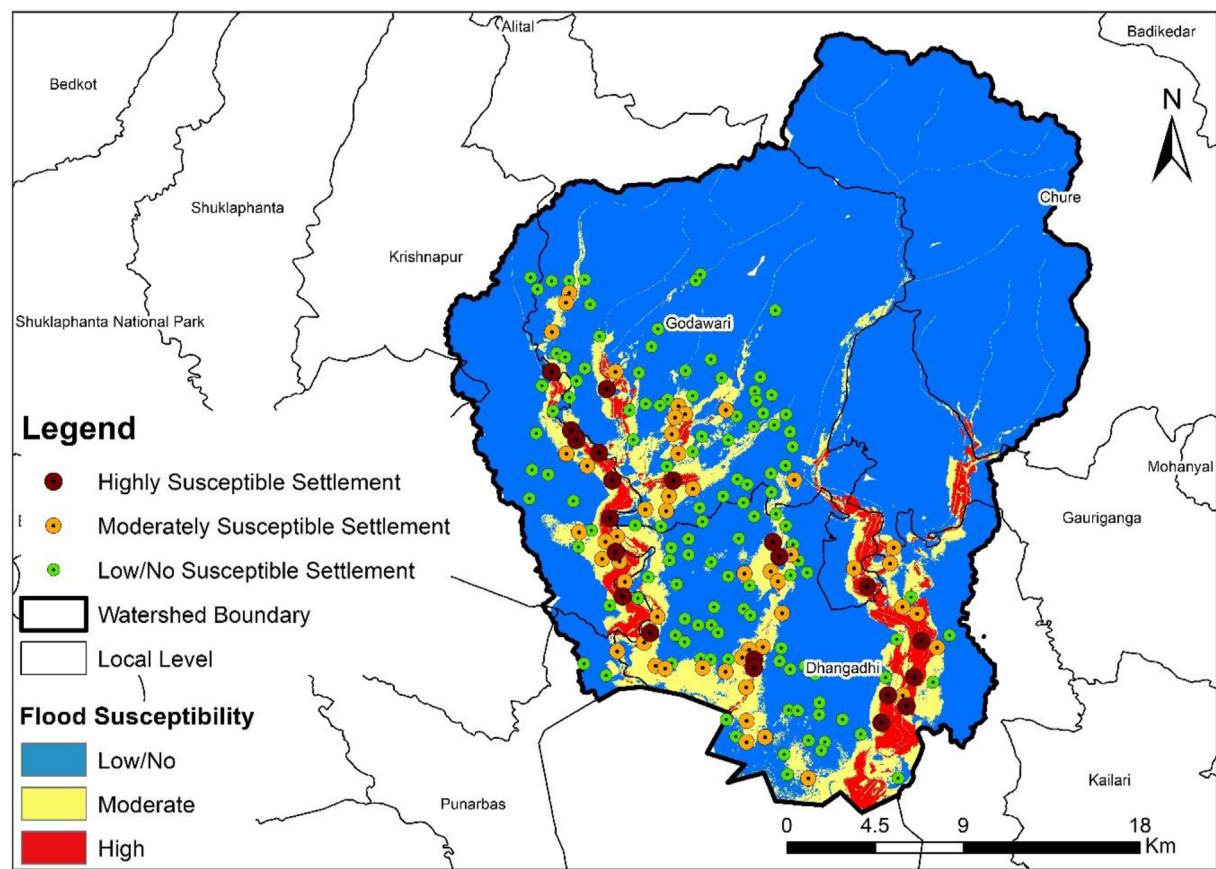 Alital
Badikedar
Bedkot
N
Shuklaphanta
Chure
Krishnapur
Shuklaphanta National Park
Godawari
Legend
Highly Susceptible Settlement
Mohanyal
Moderately Susceptible Settlement
Gauriganga
Low/No Susceptible Settlement
Watershed Boundary
Local Level
Dhangadhi
Flood Susceptibility
Low/No
Kailari
Moderate
Punarbas
High
0 4.5 9 18
Km